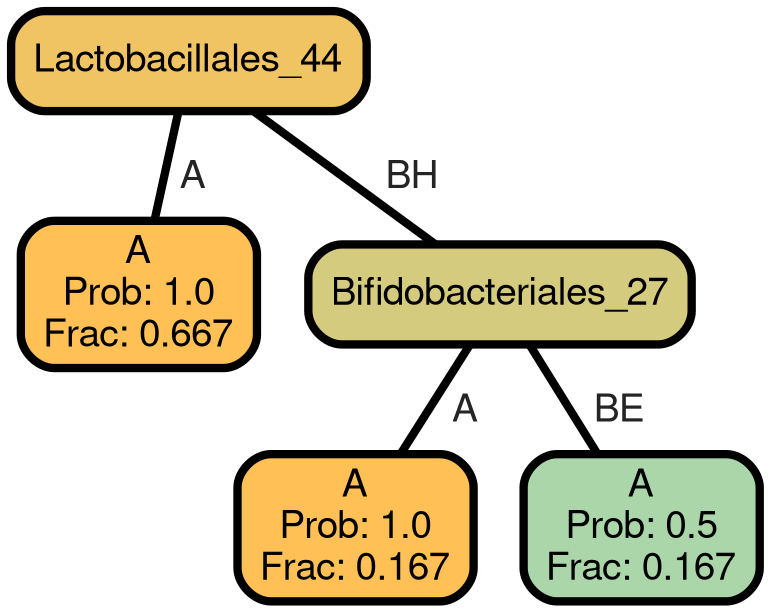 Lactobacillales_44
A
BH
A
Prob: 1.0
Frac: 0.667
Bifidobacteriales_27
A
BE
A
Prob: 1.0
Frac: 0.167
A
Prob: 0.5
Frac: 0.167